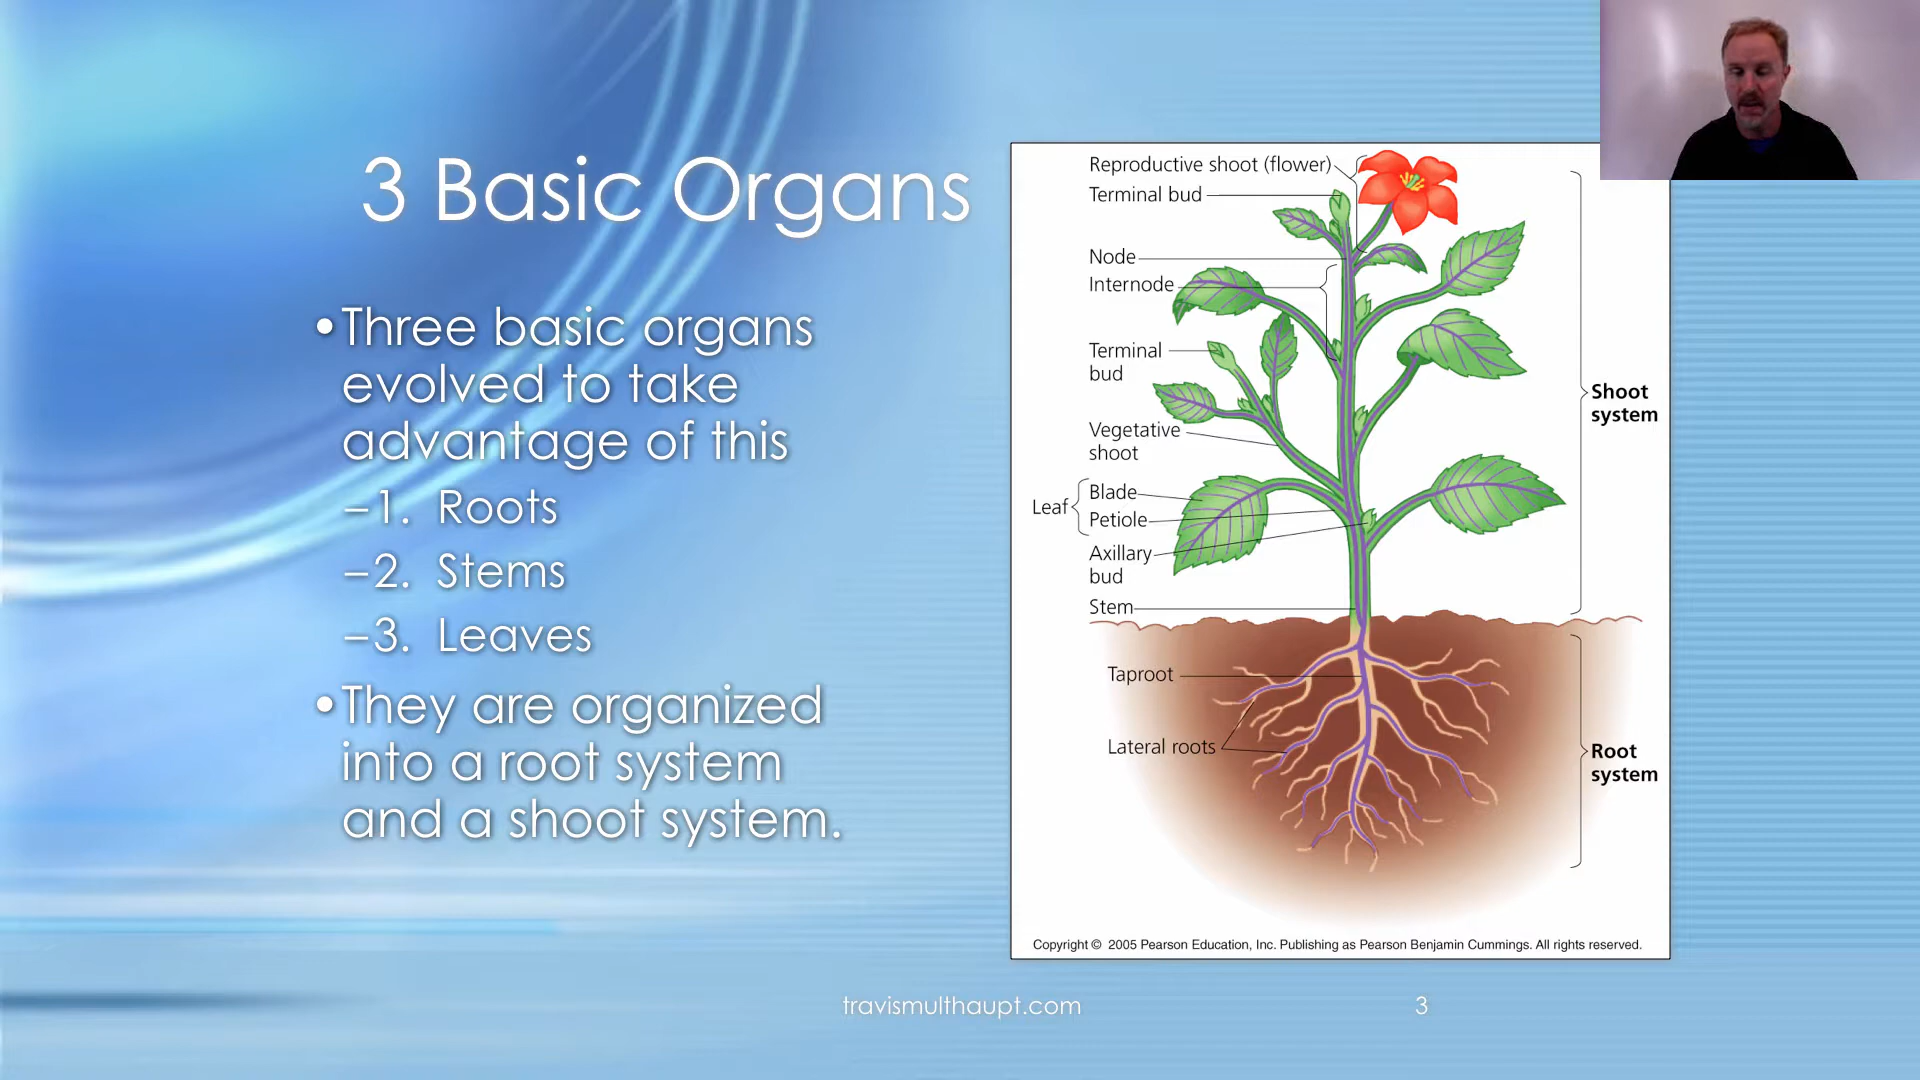 3 Basic Organs
•Three basic organs
evolved to take
advantage of this
–1. Roots
–2. Stems
–3. Leaves
•They are organized
into a root system
and a shoot system.
Reproductive shoot (flower)
Terminal bud
Node
Internode
Terminal
bud
Vegetative
shoot
Leaf
Blade
Petiole
Axillary
bud
Stem
Shoot
system
Taproot
Lateral roots
Root
system
Copyright © 2005 Pearson Education, Inc. Publishing as Pearson Benjamin Cummings. All rights reserved.
travismulthaupt.com
3